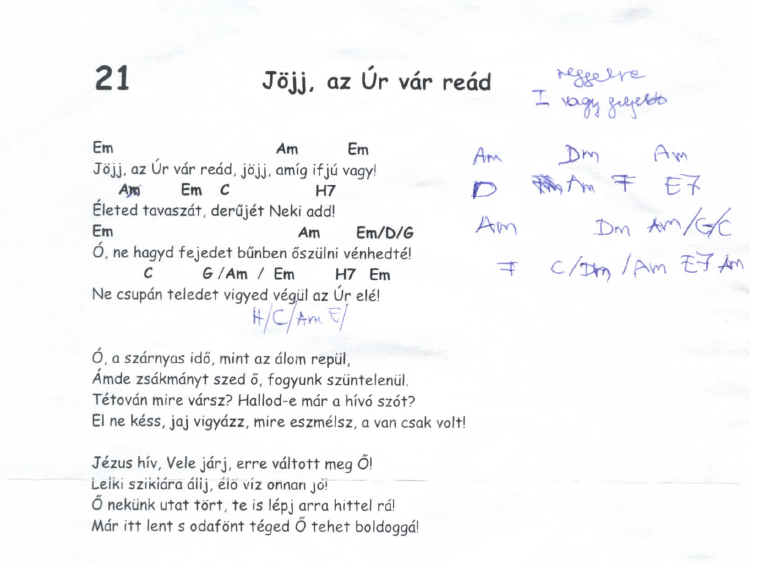 21 Jöjj, az Úr vár reád
reggelre
I vagy
Em Am Em
Jöjj, az Úr vár reád, jöjj, amíg ifjú vagy!
Am Em C H7
Életed tavaszát, derűjét Neki add!
Em Am Em/D/G
Ó, ne hagyd fejedet bűnben őszülni vénhedté!
C G /Am / Em H7 Em
Ne csupán teledet vigyed végül az Úr elé!
H/C/Am E/
Am Dm Am
D Am F E7
Am Dm Am/G/C
F C/Dm/Am E7 Am
Ó, a szárnyas idő, mint az álom repül,
Ámde zsákmányt szed ő, fogyunk szüntelenül.
Tétován mire vársz? Hallod-e már a hívó szót?
El ne késs, jaj vigyázz, mire eszmélsz, a van csak volt!
Jézus hív, Vele járj, erre váltott meg Ő!
Lelki sziklára állj, élő víz onnan jő!
Ő nekünk utat tört, te is lépj arra hittel rá!
Már itt lent s odafönt téged Ő tehet boldoggá!